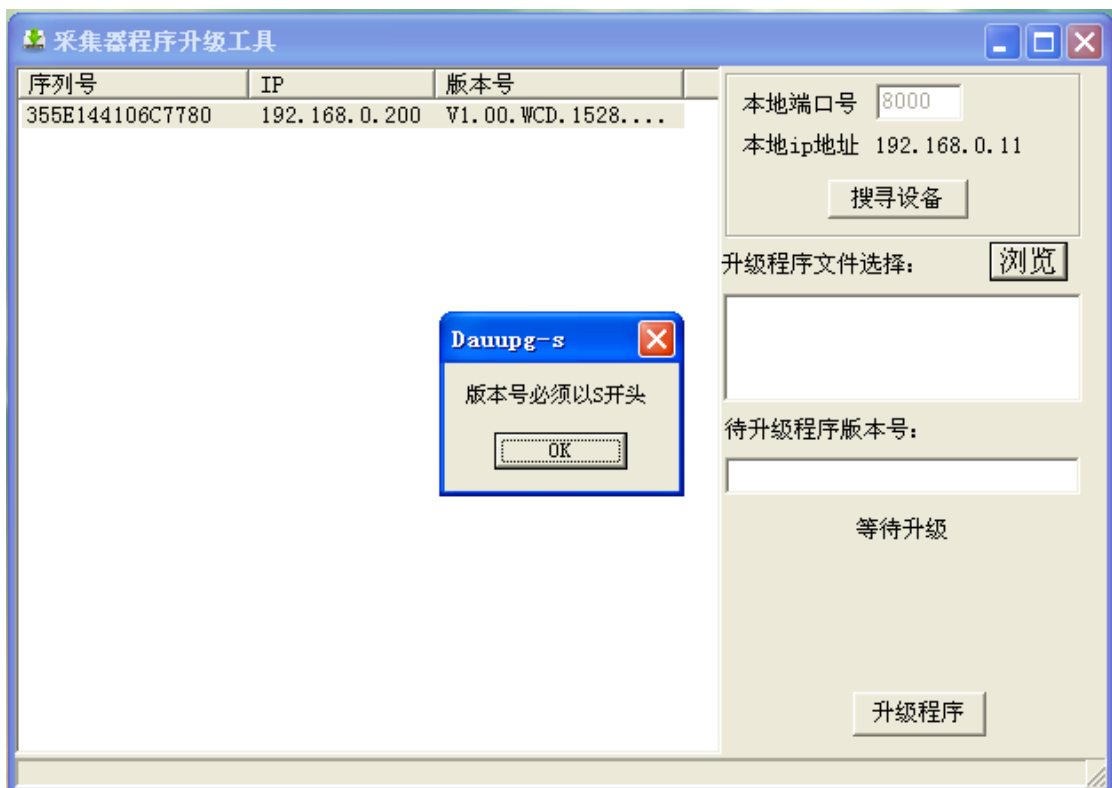 采集器程序升级工具
序列号 IP 版本号
355E144106C7780 192.168.0.200 V1.00.WCD.1528....
本地端口号 8000
本地ip地址 192.168.0.11
搜寻设备
升级程序文件选择: 浏览
Dauupg-s
版本号必须以S开头
OK
待升级程序版本号:
等待升级
升级程序